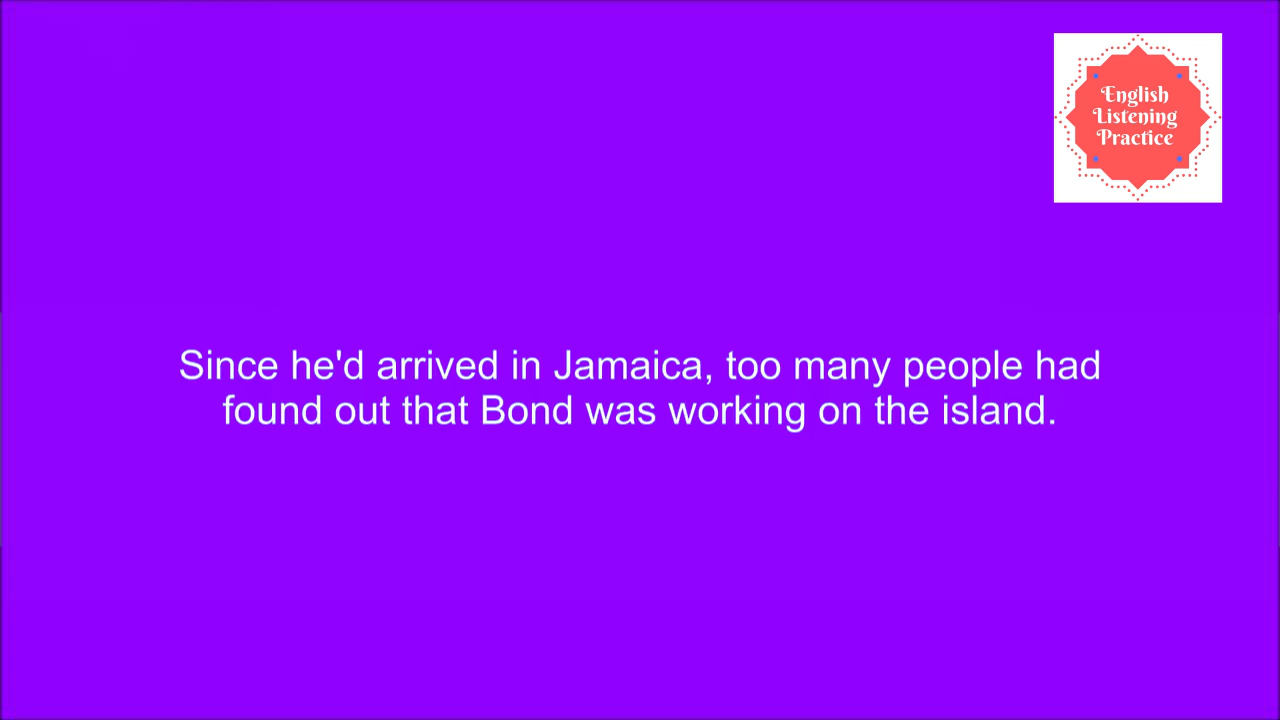 English
Listening
Practice
Since he'd arrived in Jamaica, too many people had
found out that Bond was working on the island.